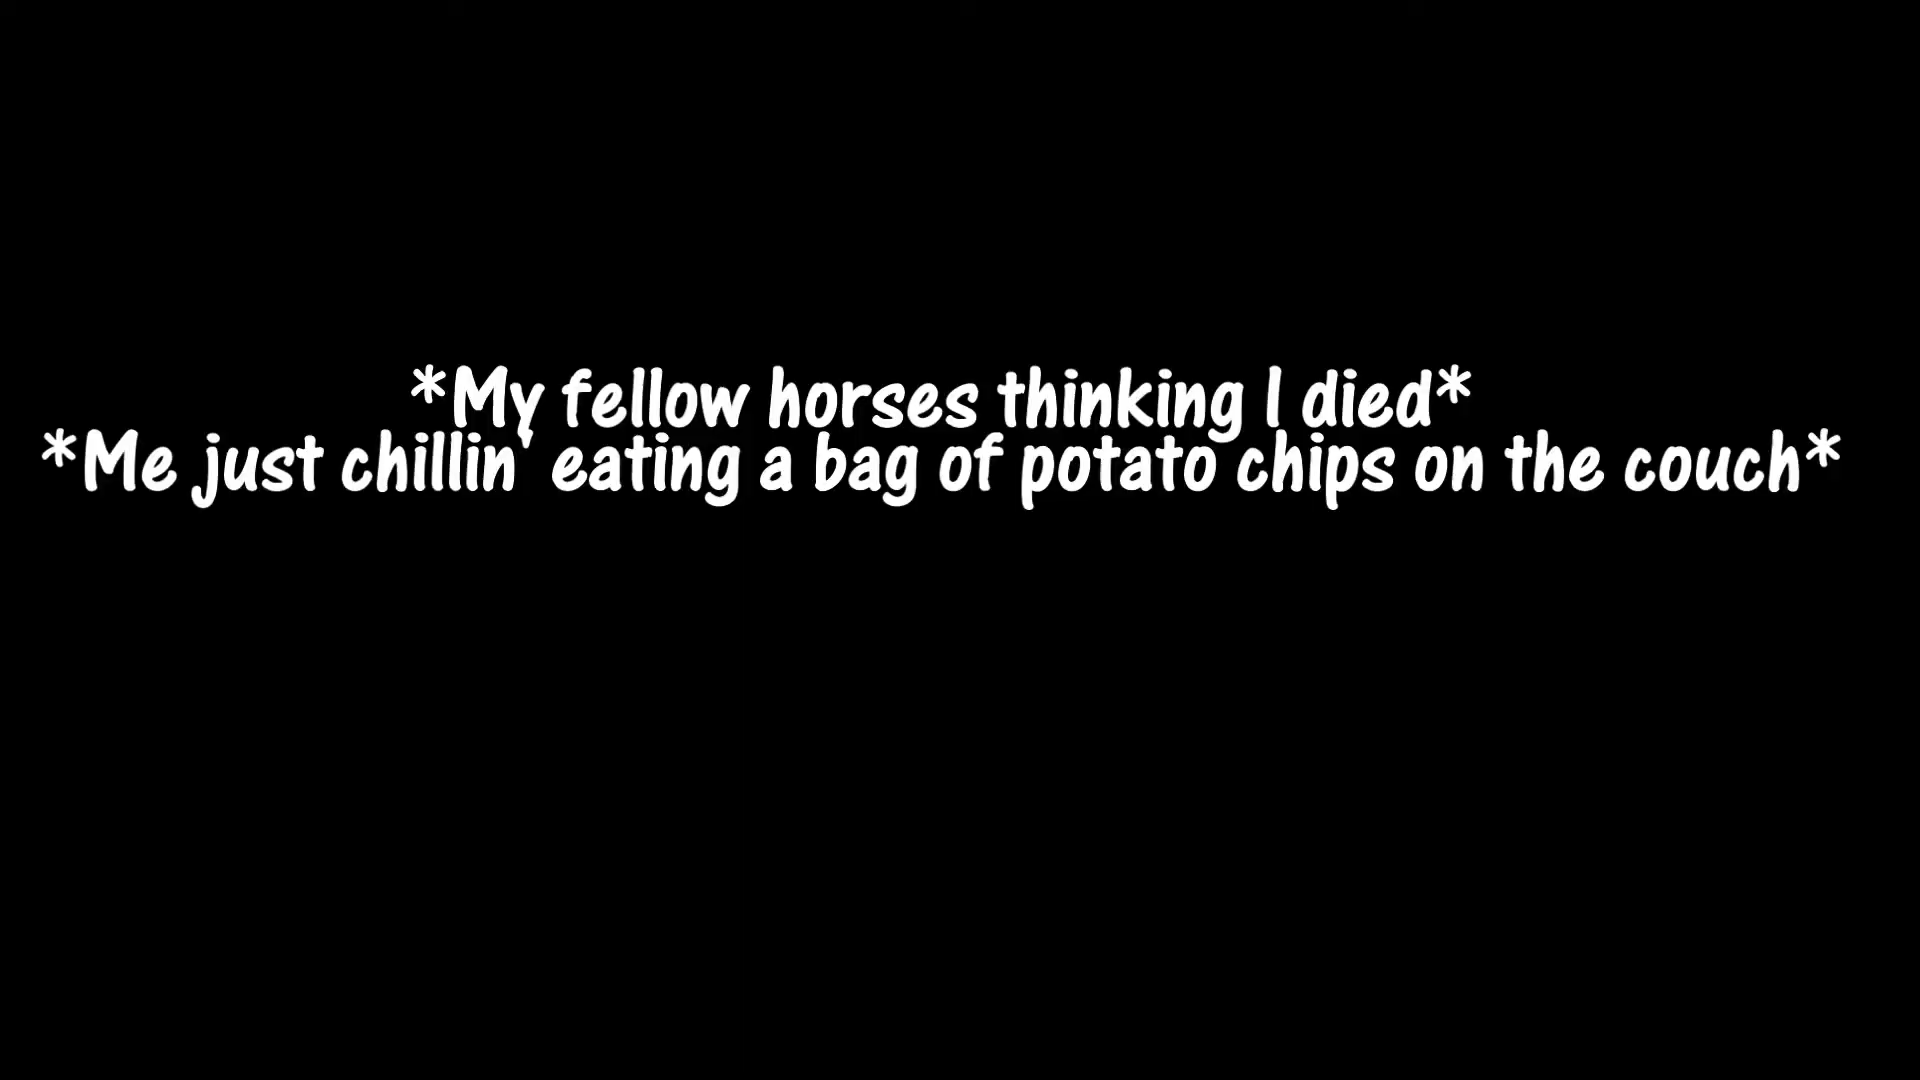 *My fellow horses thinking I died*
*Me just chillin' eating a bag of potato chips on the couch*